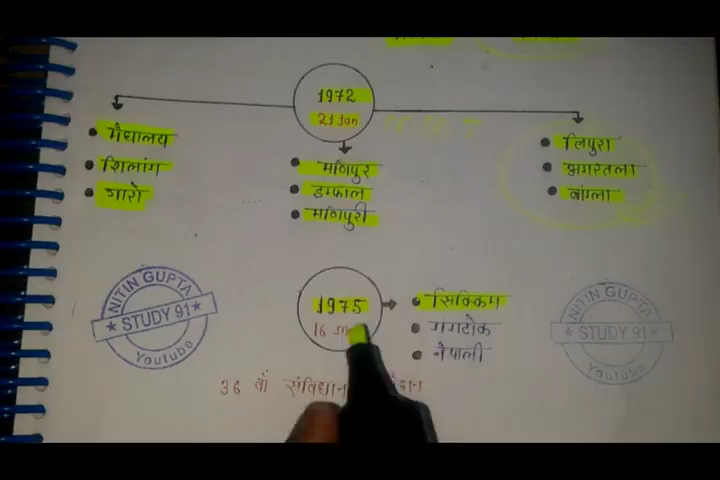 1972
21 Jan
मेघालय
शिलांग
गारो
मणिपुर
इम्फाल
मणिपुरी
त्रिपुरा
अगरतला
बांग्ला
1975
16
सिक्किम
गंगटोक
नेपाली
36 वाँ संविधान
NITIN GUPTA
STUDY 91
Youtube
NITIN GUPTA
STUDY 91
Youtube